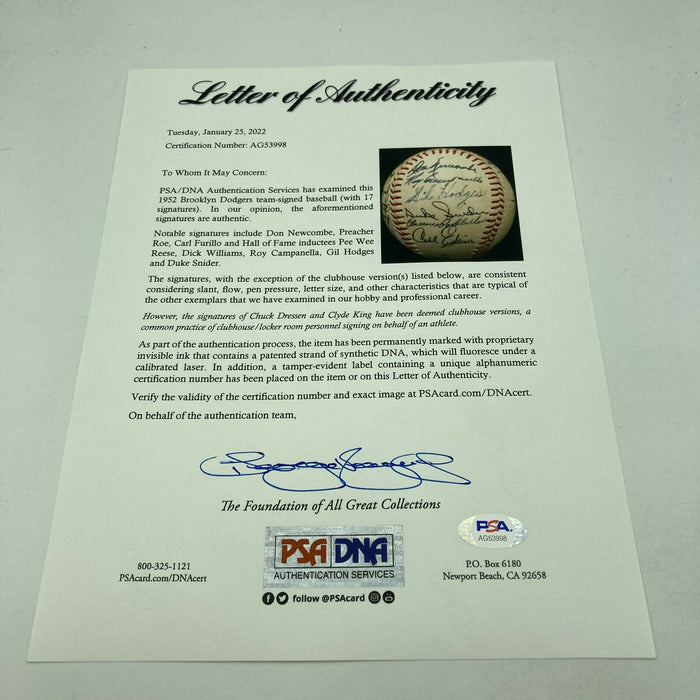 Letter of Authenticity
Tuesday, January 25, 2022
Certification Number: AG53998
To Whom It May Concern:
PSA/DNA Authentication Services has examined this
1952 Brooklyn Dodgers team-signed baseball (with 17
signatures). In our opinion, the aforementioned
signatures are authentic.
Notable signatures include Don Newcombe, Preacher
Roe, Carl Furillo and Hall of Fame inductees Pee Wee
Reese, Dick Williams, Roy Campanella, Gil Hodges
and Duke Snider.
Don Newcombe
Roy Campanella
Gil Hodges
Duke Snider
Carl Erskine
The signatures, with the exception of the clubhouse version(s) listed below, are consistent
considering slant, flow, pen pressure, letter size, and other characteristics that are typical of
the other exemplars that we have examined in our hobby and professional career.
However, the signatures of Chuck Dressen and Clyde King have been deemed clubhouse versions, a
common practice of clubhouse/locker room personnel signing on behalf of an athlete.
As part of the authentication process, the item has been permanently marked with proprietary
invisible ink that contains a patented strand of synthetic DNA, which will fluoresce under a
calibrated laser. In addition, a tamper-evident label containing a unique alphanumeric
certification number has been placed on the item or on this Letter of Authenticity.
Verify the validity of the certification number and exact image at PSAcard.com/DNAcert.
On behalf of the authentication team,
The Foundation of All Great Collections
800-325-1121
PSAcard.com/DNAcert
PSA DNA
AUTHENTICATION SERVICES
follow @PSAcard
PSA
AG53998
P.O. Box 6180
Newport Beach, CA 92658